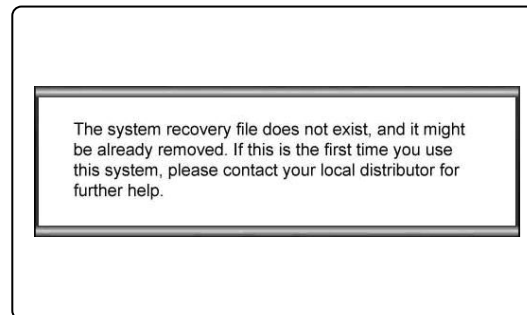 The system recovery file does not exist, and it might
be already removed. If this is the first time you use
this system, please contact your local distributor for
further help.